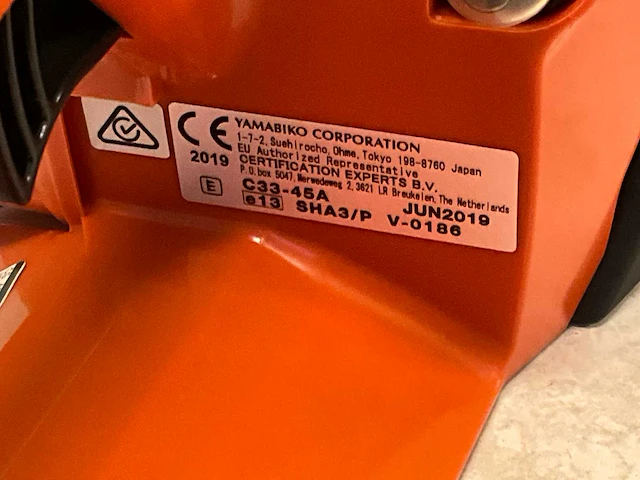 CE YAMABIKO CORPORATION
1-7-2, Suehirocho, Ohme, Tokyo 198-8760 Japan
2019 EU Authorized Representative
CERTIFICATION EXPERTS B.V.
P.O.box 5047, Merwedeweg 2, 3621 LR Breukelen, The Netherlands
E C33-45A JUN2019
e13 SHA3/P V-0186